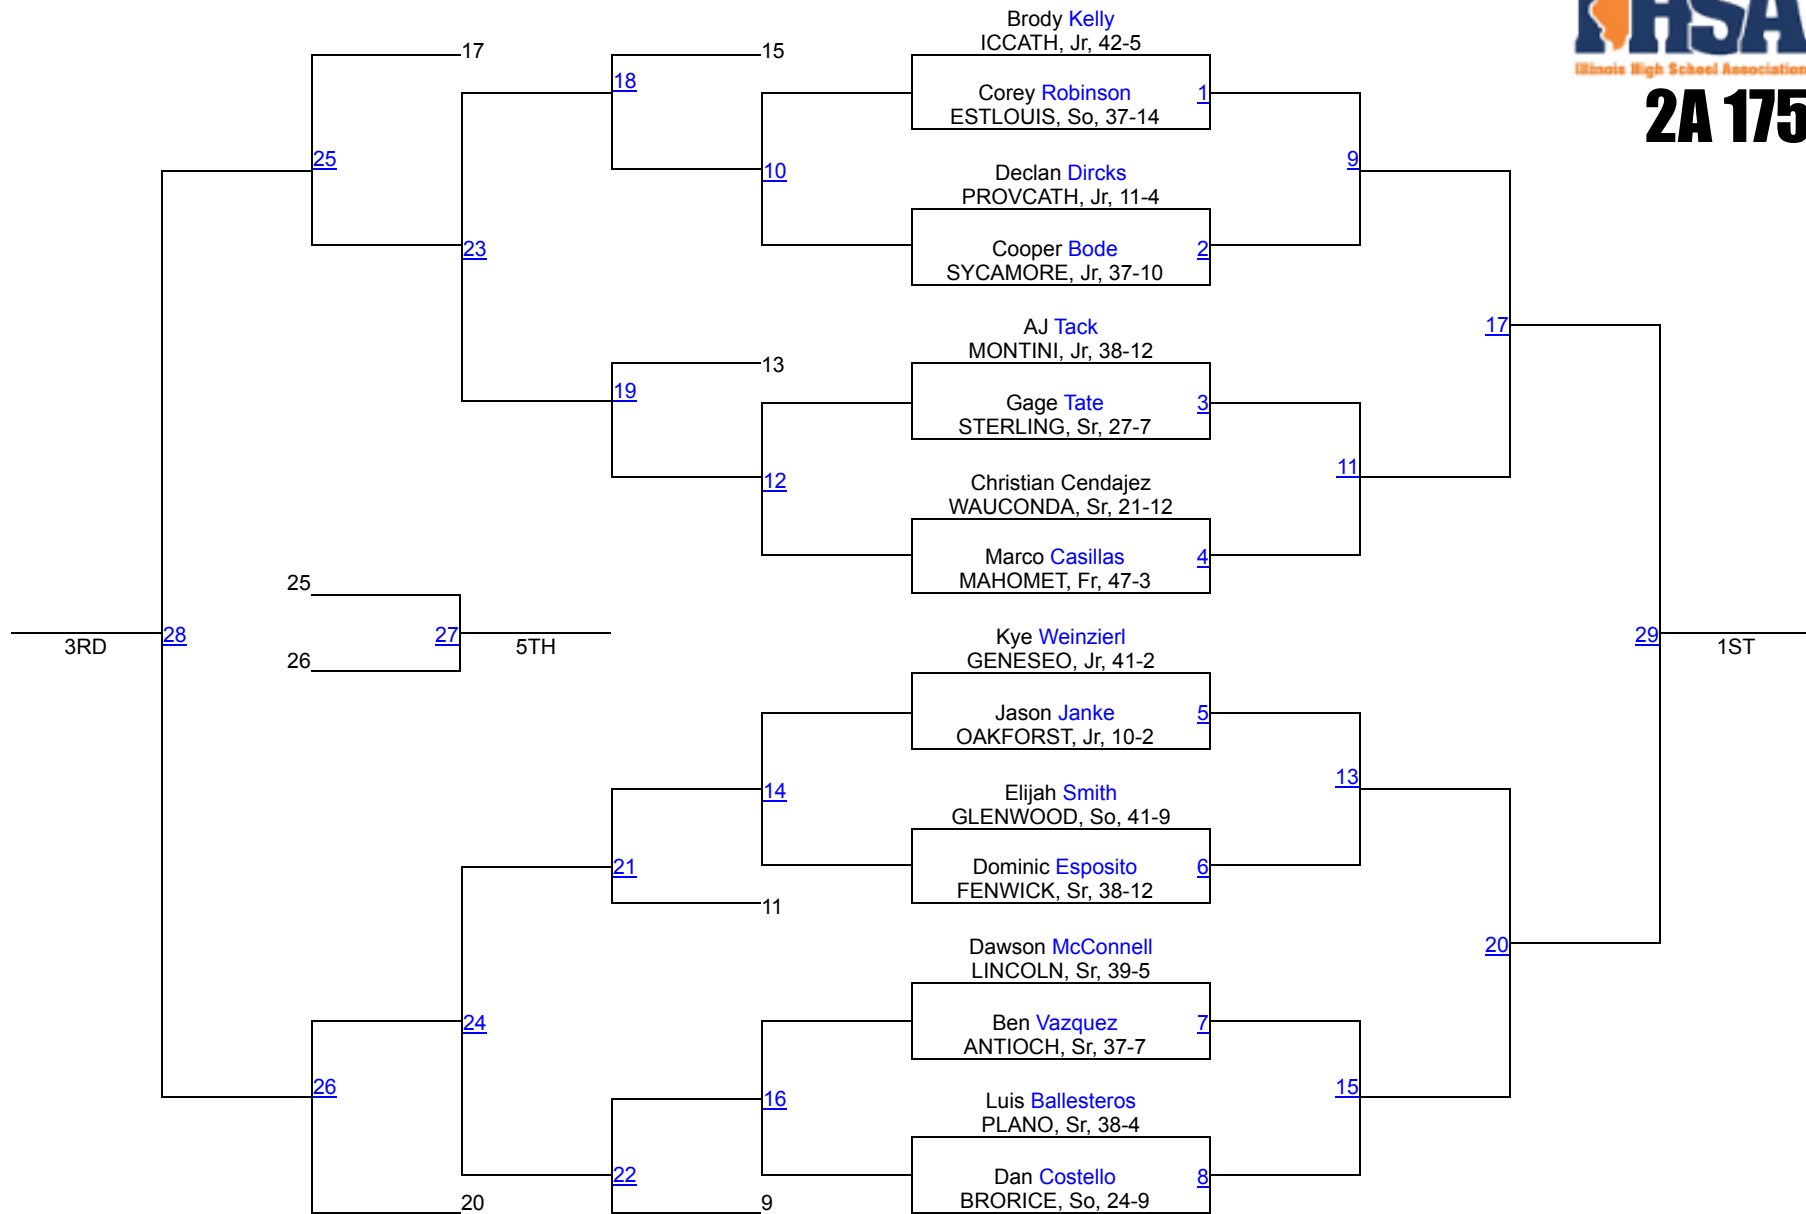 IHSA
Illinois High School Association
2A 175
Brody Kelly
ICCATH, Jr, 42-5
Corey Robinson 1
ESTLOUIS, So, 37-14
Declan Dircks
PROVCATH, Jr, 11-4
Cooper Bode 2
SYCAMORE, Jr, 37-10
AJ Tack
MONTINI, Jr, 38-12
Gage Tate 3
STERLING, Sr, 27-7
Christian Cendajez
WAUCONDA, Sr, 21-12
Marco Casillas 4
MAHOMET, Fr, 47-3
Kye Weinzierl
GENESEO, Jr, 41-2
Jason Janke 5
OAKFORST, Jr, 10-2
Elijah Smith
GLENWOOD, So, 41-9
Dominic Esposito 6
FENWICK, Sr, 38-12
Dawson McConnell
LINCOLN, Sr, 39-5
Ben Vazquez 7
ANTIOCH, Sr, 37-7
Luis Ballesteros
PLANO, Sr, 38-4
Dan Costello 8
BRORICE, So, 24-9
9
11
13
15
17
20
29
1ST
15
10
18
13
12
19
14
21
11
16
22
9
23
24
17
25
26
20
25
26
27
5TH
28
3RD